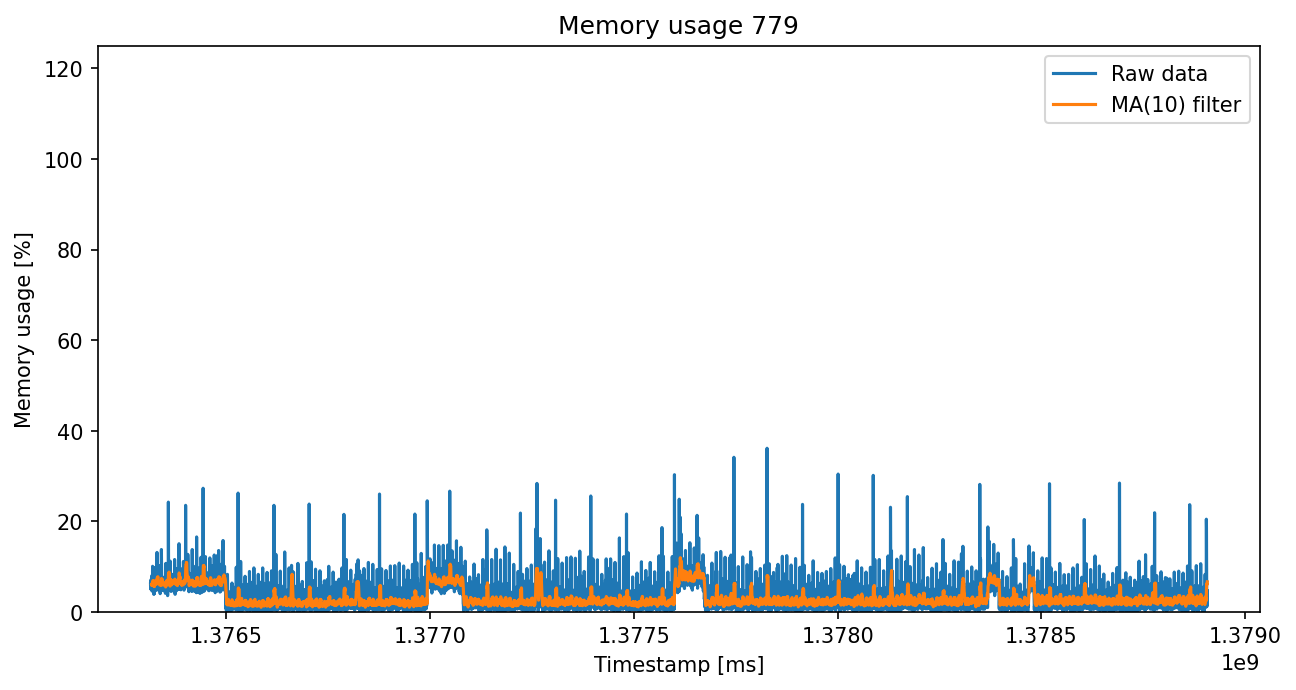 Memory usage 779
Raw data
MA(10) filter
Memory usage [%]
120
100
80
60
40
20
0
1.3765 1.3770 1.3775 1.3780 1.3785 1.3790
1e9
Timestamp [ms]